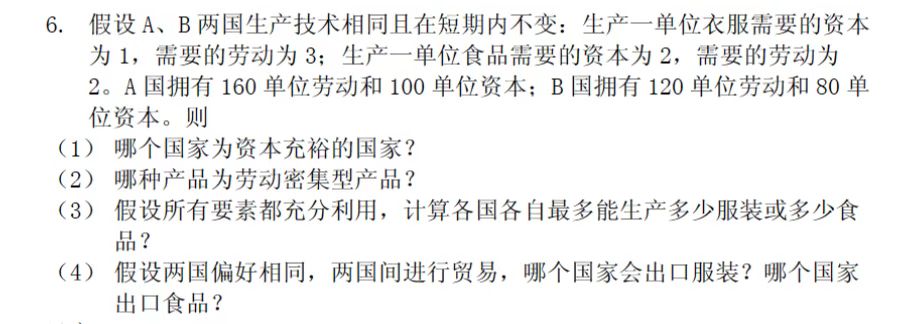 6. 假设 A、B 两国生产技术相同且在短期内不变：生产一单位衣服需要的资本
为 1，需要的劳动为 3；生产一单位食品需要的资本为 2，需要的劳动为
2。A 国拥有 160 单位劳动和 100 单位资本；B 国拥有 120 单位劳动和 80 单
位资本。则
（1） 哪个国家为资本充裕的国家？
（2） 哪种产品为劳动密集型产品？
（3） 假设所有要素都充分利用，计算各国各自最多能生产多少服装或多少食
品？
（4） 假设两国偏好相同，两国间进行贸易，哪个国家会出口服装？哪个国家
出口食品？